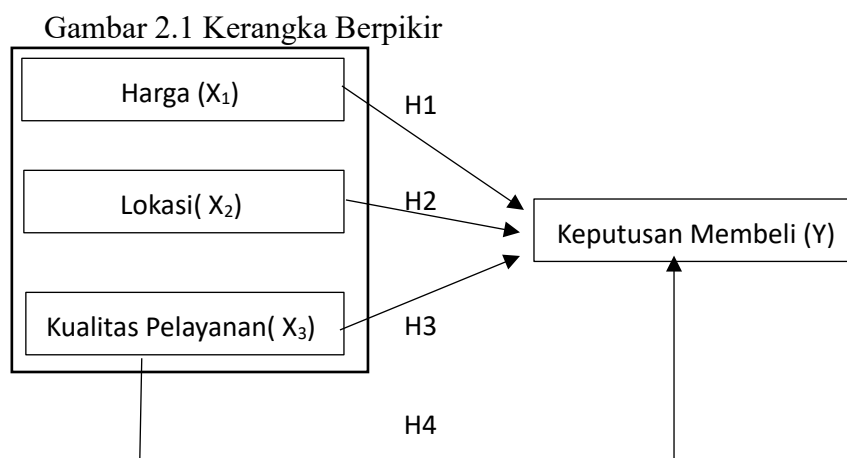 Gambar 2.1 Kerangka Berpikir
Harga (X₁)
H1
Lokasi( X₂)
H2
Keputusan Membeli (Y)
Kualitas Pelayanan( X₃)
H3
H4